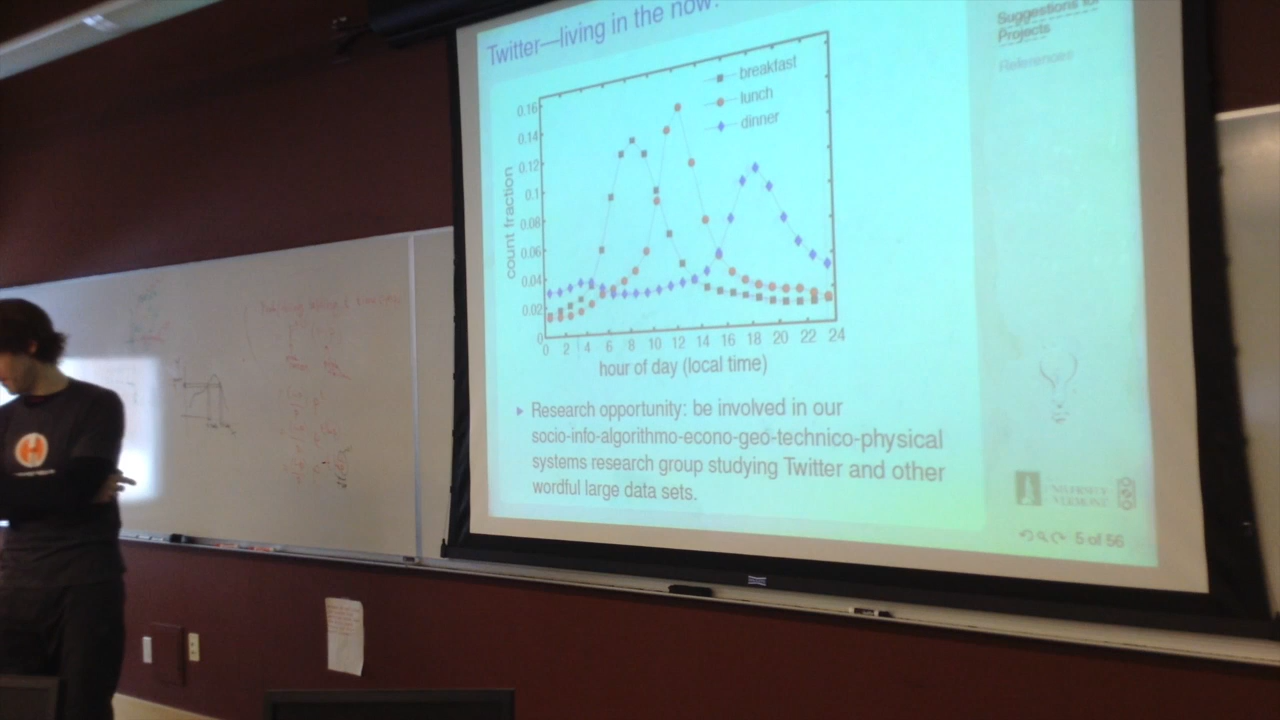 Twitter—living in the now:
Suggestions for
Projects
References
breakfast
lunch
dinner
count fraction
0.16
0.14
0.12
0.1
0.08
0.06
0.04
0.02
0
0 2 4 6 8 10 12 14 16 18 20 22 24
hour of day (local time)
Research opportunity: be involved in our
socio-info-algorithmo-econo-geo-technico-physical
systems research group studying Twitter and other
wordful large data sets.
UNIVERSITY
VERMONT
5 of 56